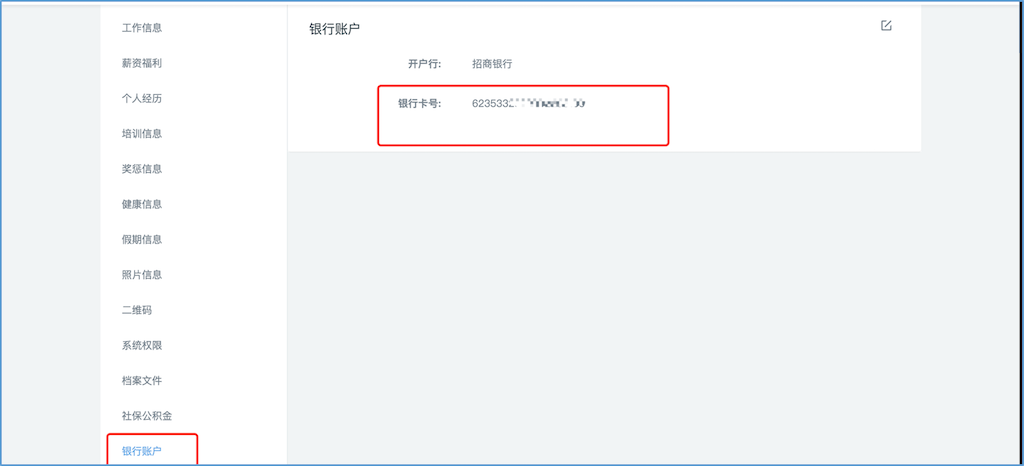 工作信息
薪资福利
个人经历
培训信息
奖惩信息
健康信息
假期信息
照片信息
二维码
系统权限
档案文件
社保公积金
银行账户
银行账户
开户行: 招商银行
银行卡号: 623533